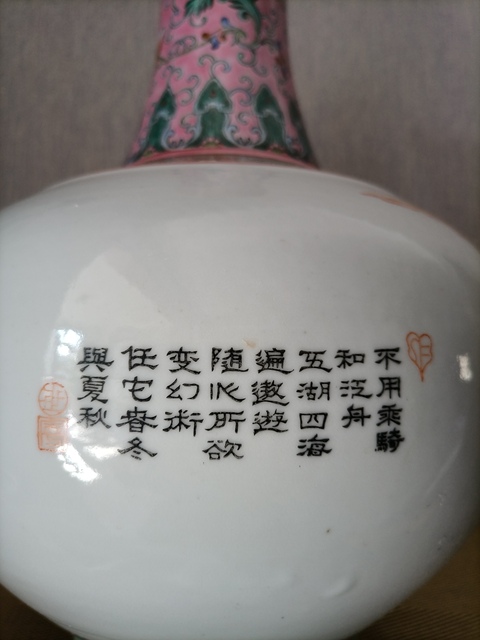 不用乘騎
和江舟
五湖四海
遍遨遊
隨心所欲
变幻術
任它春冬
與夏秋